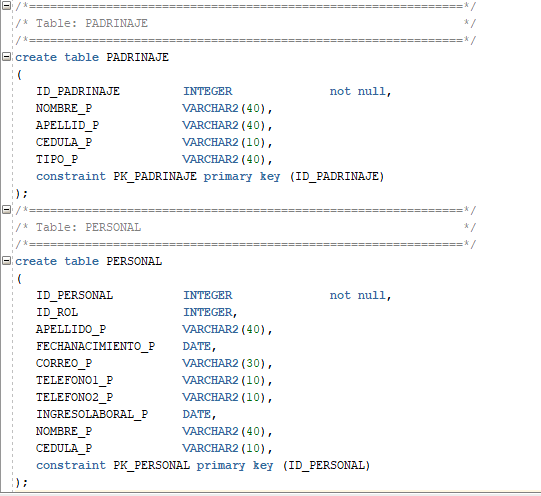 /*==============================================================*/
/* Table: PADRINAJE                                             */
/*==============================================================*/
create table PADRINAJE
(
   ID_PADRINAJE         INTEGER              not null,
   NOMBRE_P             VARCHAR2(40),
   APELLID_P            VARCHAR2(40),
   CEDULA_P             VARCHAR2(10),
   TIPO_P               VARCHAR2(40),
   constraint PK_PADRINAJE primary key (ID_PADRINAJE)
);
/*==============================================================*/
/* Table: PERSONAL                                              */
/*==============================================================*/
create table PERSONAL
(
   ID_PERSONAL          INTEGER              not null,
   ID_ROL               INTEGER,
   APELLIDO_P           VARCHAR2(40),
   FECHANACIMIENTO_P    DATE,
   CORREO_P             VARCHAR2(30),
   TELEFONO1_P          VARCHAR2(10),
   TELEFONO2_P          VARCHAR2(10),
   INGRESOLABORAL_P     DATE,
   NOMBRE_P             VARCHAR2(40),
   CEDULA_P             VARCHAR2(10),
   constraint PK_PERSONAL primary key (ID_PERSONAL)
);